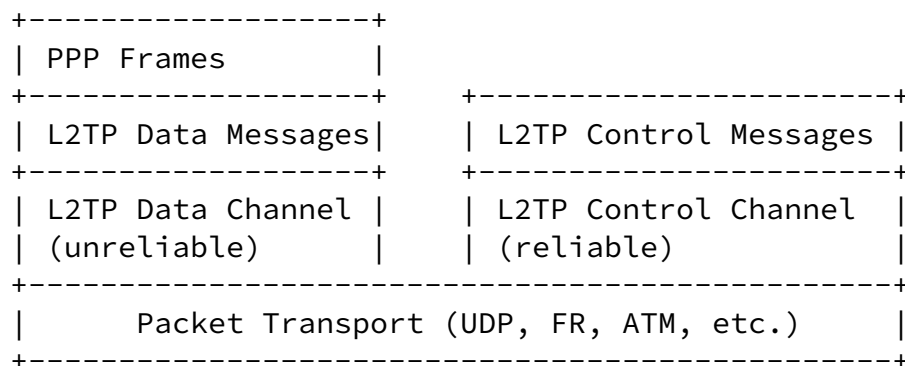 PPP Frames
L2TP Data Messages
L2TP Control Messages
L2TP Data Channel
(unreliable)
L2TP Control Channel
(reliable)
Packet Transport (UDP, FR, ATM, etc.)